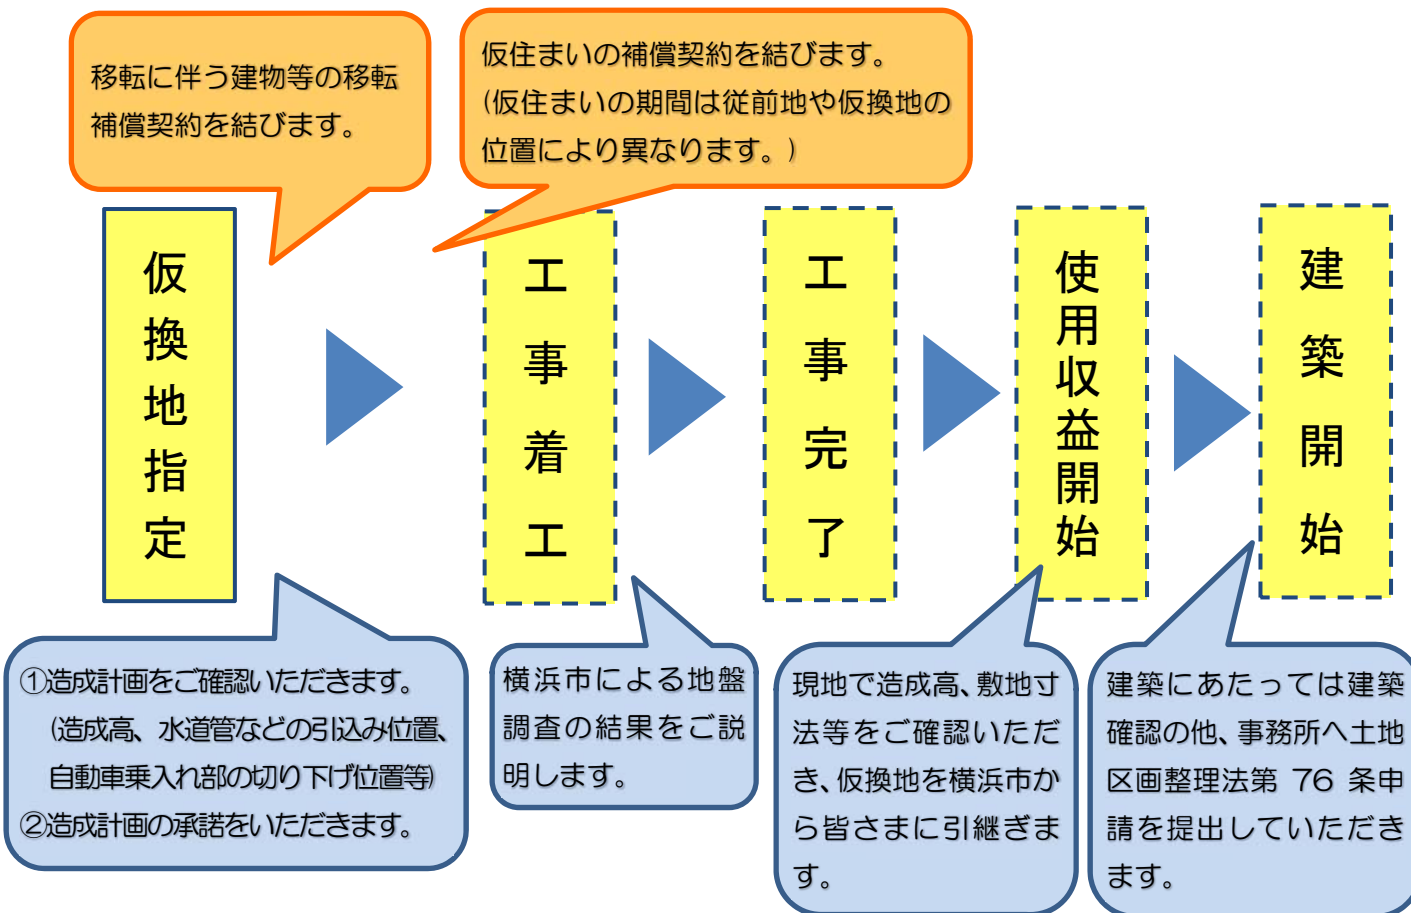 移転に伴う建物等の移転
補償契約を結びます。
仮住まいの補償契約を結びます。
(仮住まいの期間は従前地や仮換地の
位置により異なります。)
仮換地指定
工事着工
工事完了
使用収益開始
建築開始
①造成計画をご確認いただきます。
(造成高、水道管などの引込み位置、
自動車乗入れ部の切り下げ位置等)
②造成計画の承諾をいただきます。
横浜市による地盤
調査の結果をご説
明します。
現地で造成高、敷地寸
法等をご確認いただ
き、仮換地を横浜市か
ら皆さまに引継ぎま
す。
建築にあたっては建築
確認の他、事務所へ土地
区画整理法第 76 条申
請を提出していただき
ます。